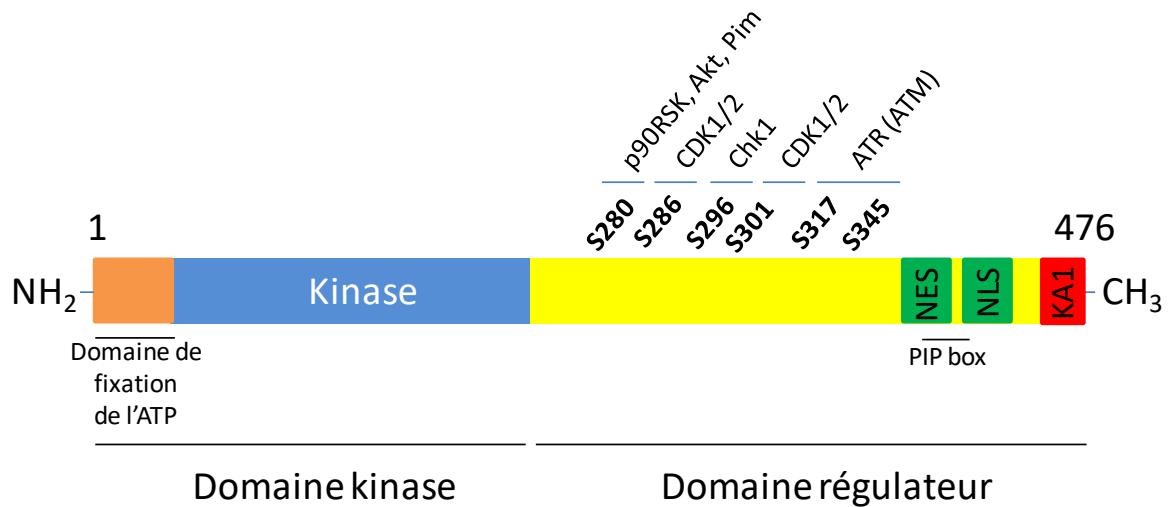 p90RSK, Akt, Pim
CDK1/2
Chk1
CDK1/2
ATR (ATM)
S280
S286
S296
S301
S317
S345
1
476
NH2
Kinase
NES
NLS
KA1
CH3
Domaine de
fixation
de l’ATP
PIP box
Domaine kinase
Domaine régulateur